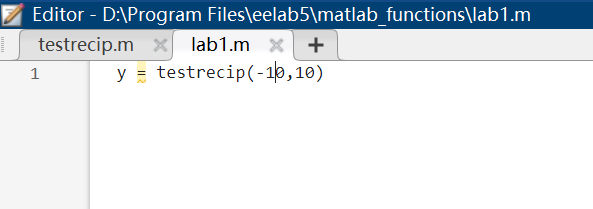 Editor - D:\Program Files\eelab5\matlab_functions\lab1.m
testrecip.m × lab1.m × +
1 y = testrecip(-10,10)